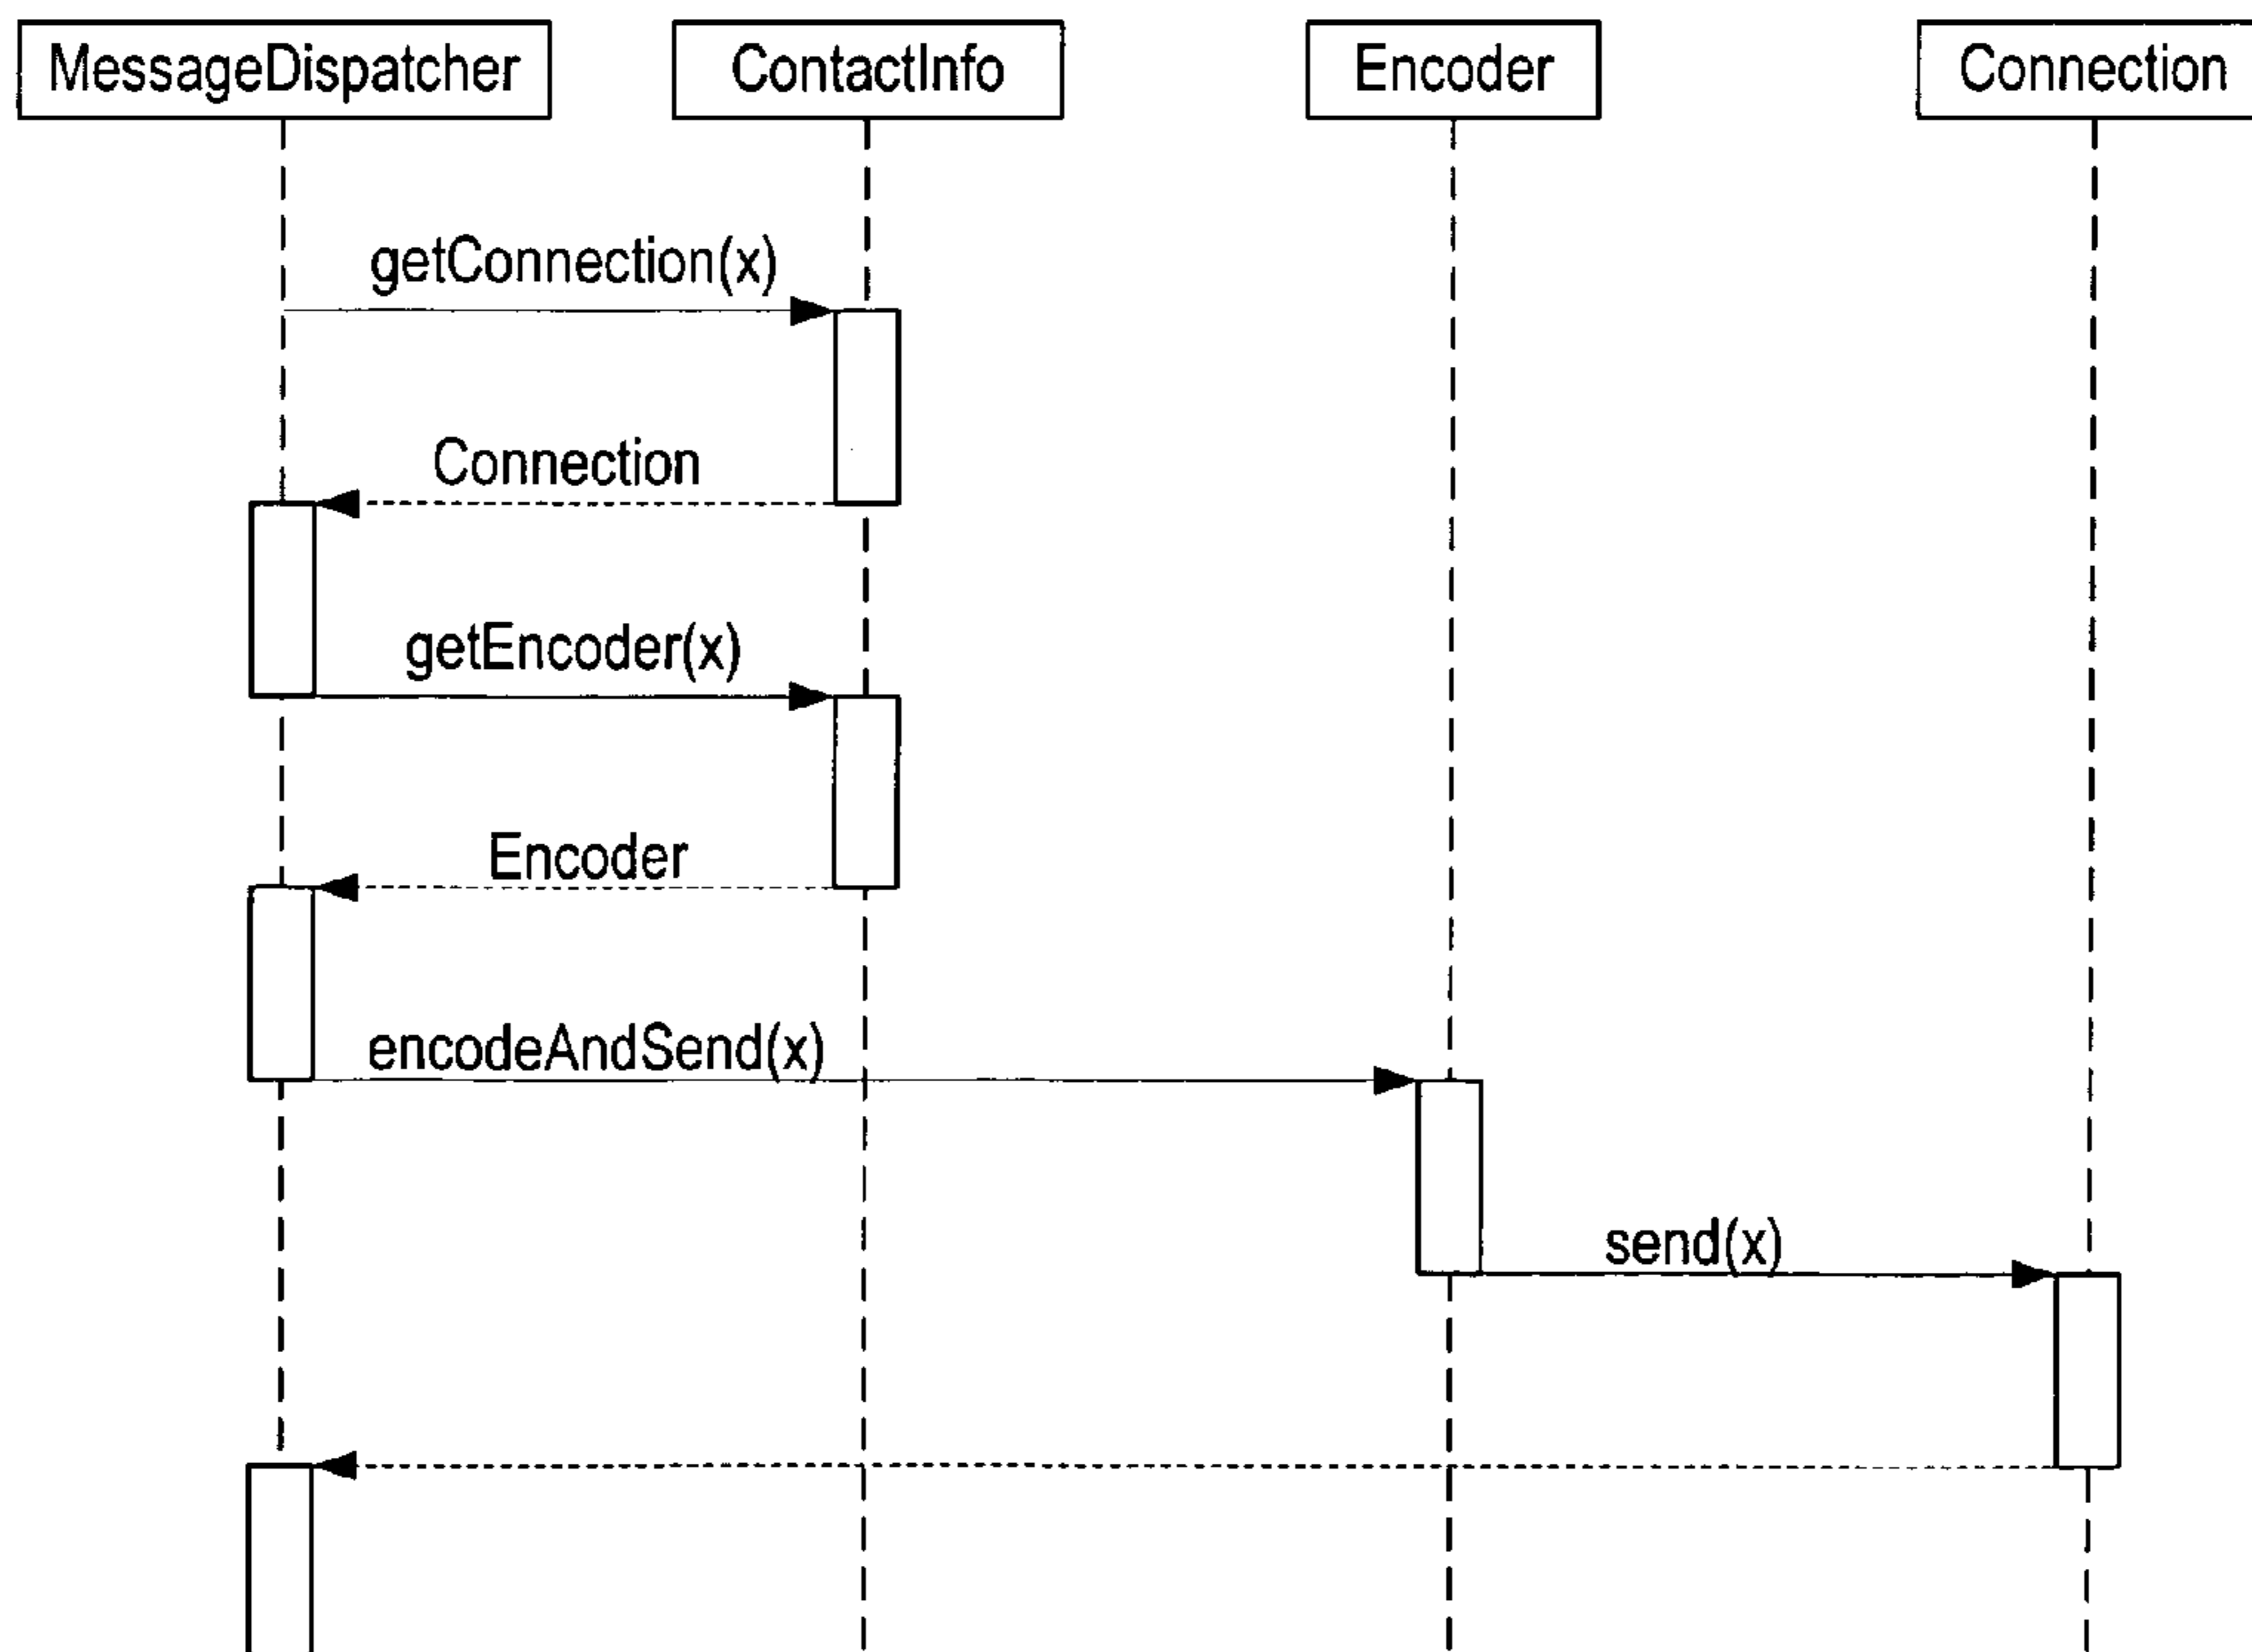 MessageDispatcher
ContactInfo
Encoder
Connection
getConnection(x)
Connection
getEncoder(x)
Encoder
encodeAndSend(x)
send(x)